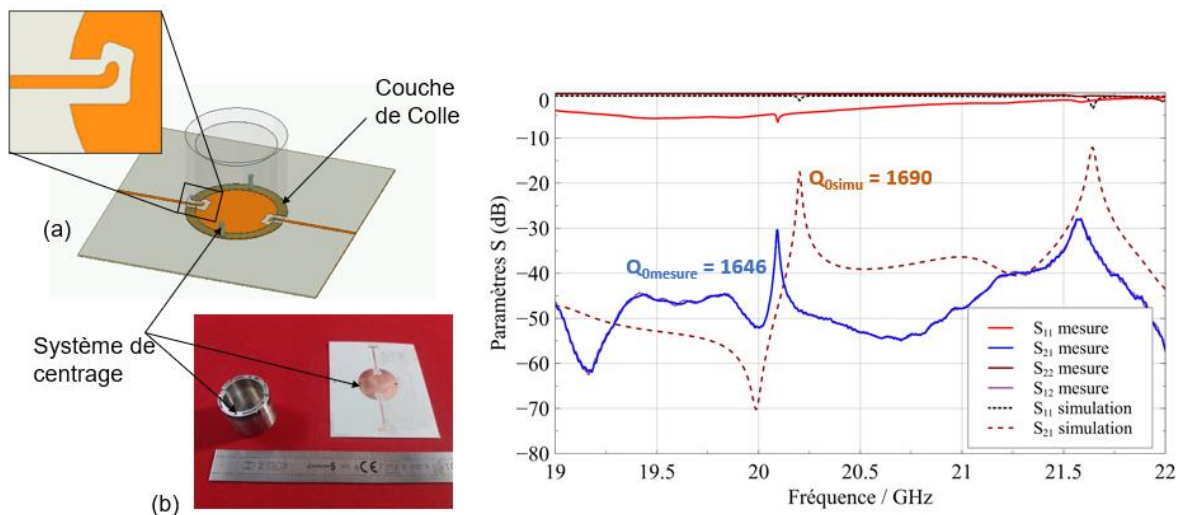 Couche
de Colle
(a)
Système de
centrage
(b)
Paramètres S (dB)
0
−10
−20
−30
−40
−50
−60
−70
−80
19
19.5
20
20.5
21
21.5
22
Fréquence / GHz
Q0simu = 1690
Q0mesure = 1646
S11 mesure
S21 mesure
S22 mesure
S12 mesure
S11 simulation
S21 simulation